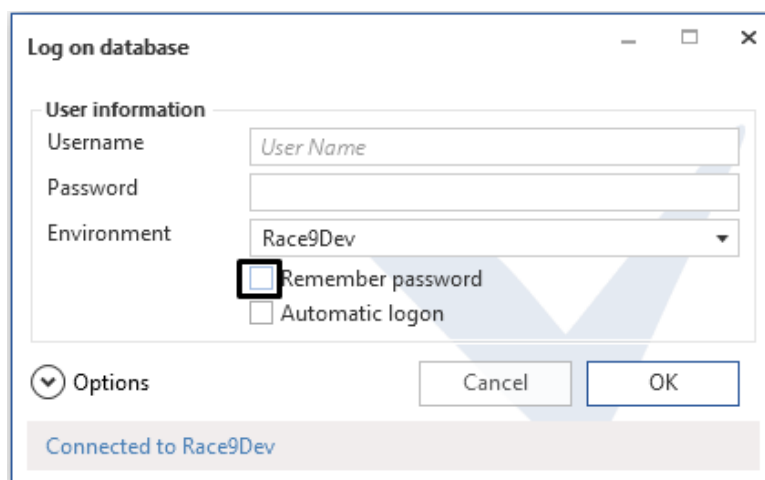 Log on database
User information
Username
User Name
Password
Environment
Race9Dev
Remember password
Automatic logon
Options
Cancel
OK
Connected to Race9Dev